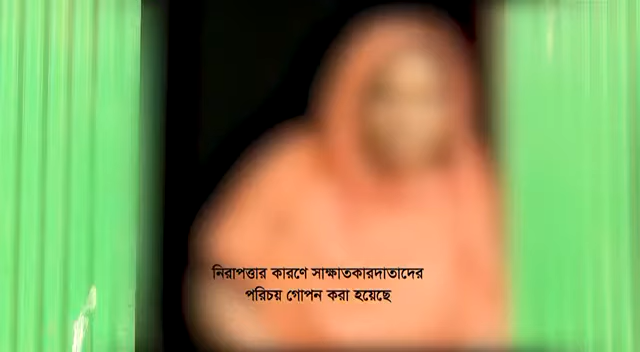 নিরাপত্তার কারণে সাক্ষাতকারদাতাদের
পরিচয় গোপন করা হয়েছে